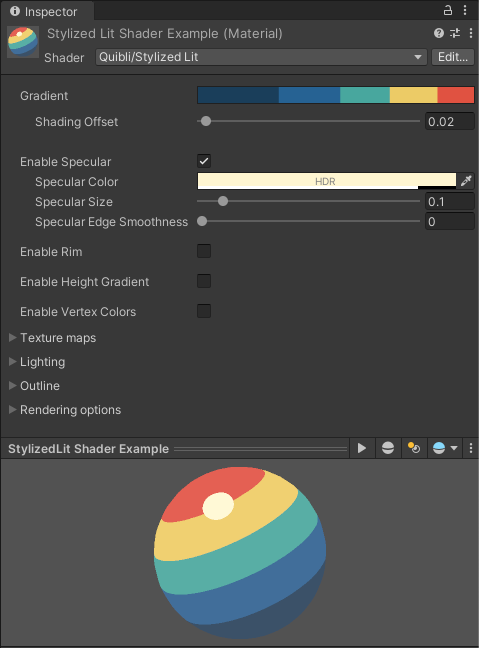 Inspector
Stylized Lit Shader Example (Material)
Shader Quibli/Stylized Lit Edit...
Gradient
Shading Offset 0.02
Enable Specular
Specular Color HDR
Specular Size 0.1
Specular Edge Smoothness 0
Enable Rim
Enable Height Gradient
Enable Vertex Colors
Texture maps
Lighting
Outline
Rendering options
StylizedLit Shader Example